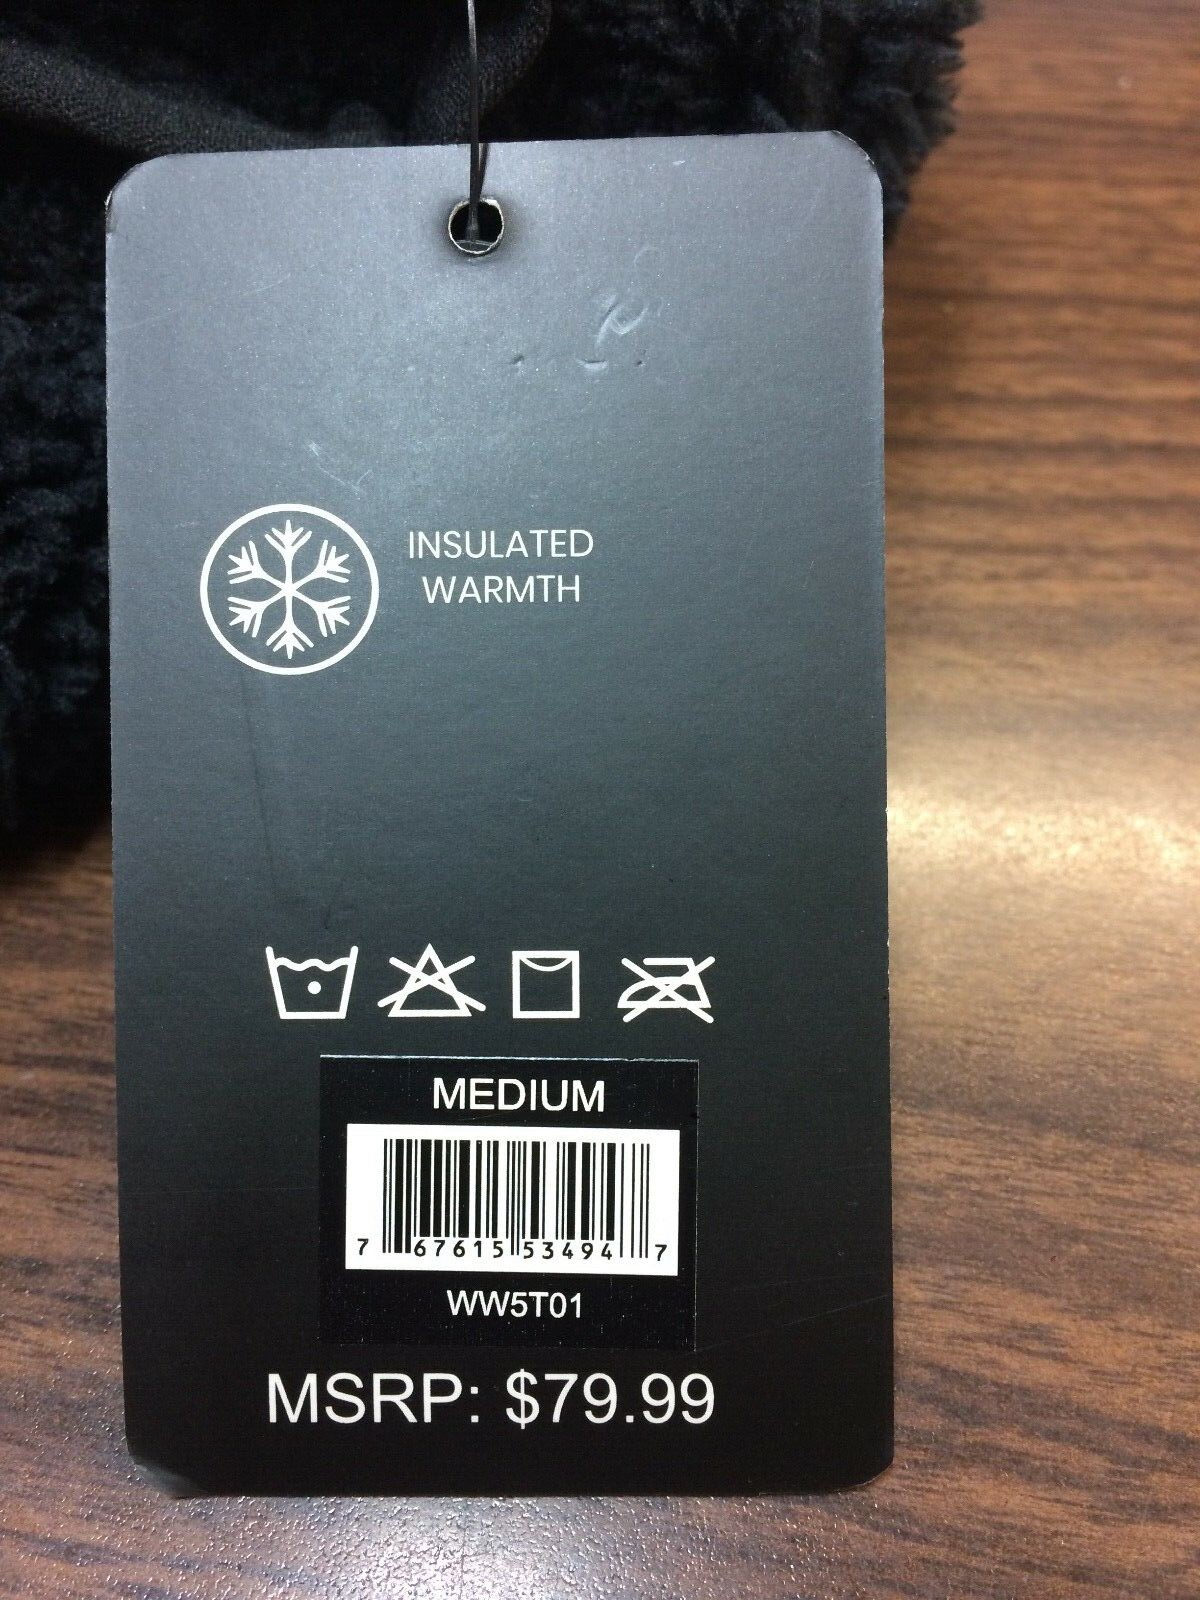 INSULATED
WARMTH
MEDIUM
7 67615 53494 7
WW5T01
MSRP: $79.99